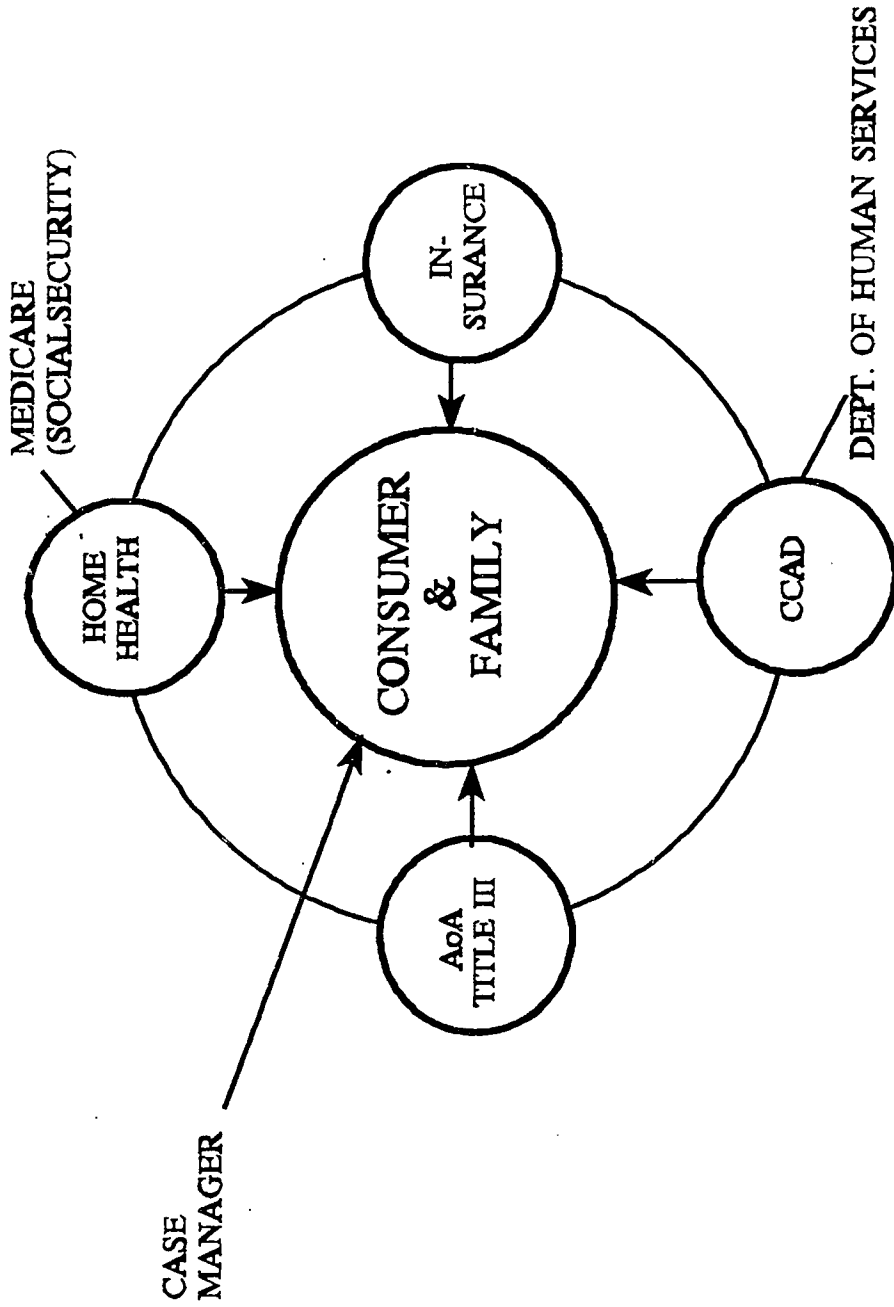 CASE
MANAGER
MEDICARE
(SOCIALSECURITY)
HOME
HEALTH
AoA
TITLE III
CONSUMER
&
FAMILY
IN-
SURANCE
CCAD
DEPT. OF HUMAN SERVICES